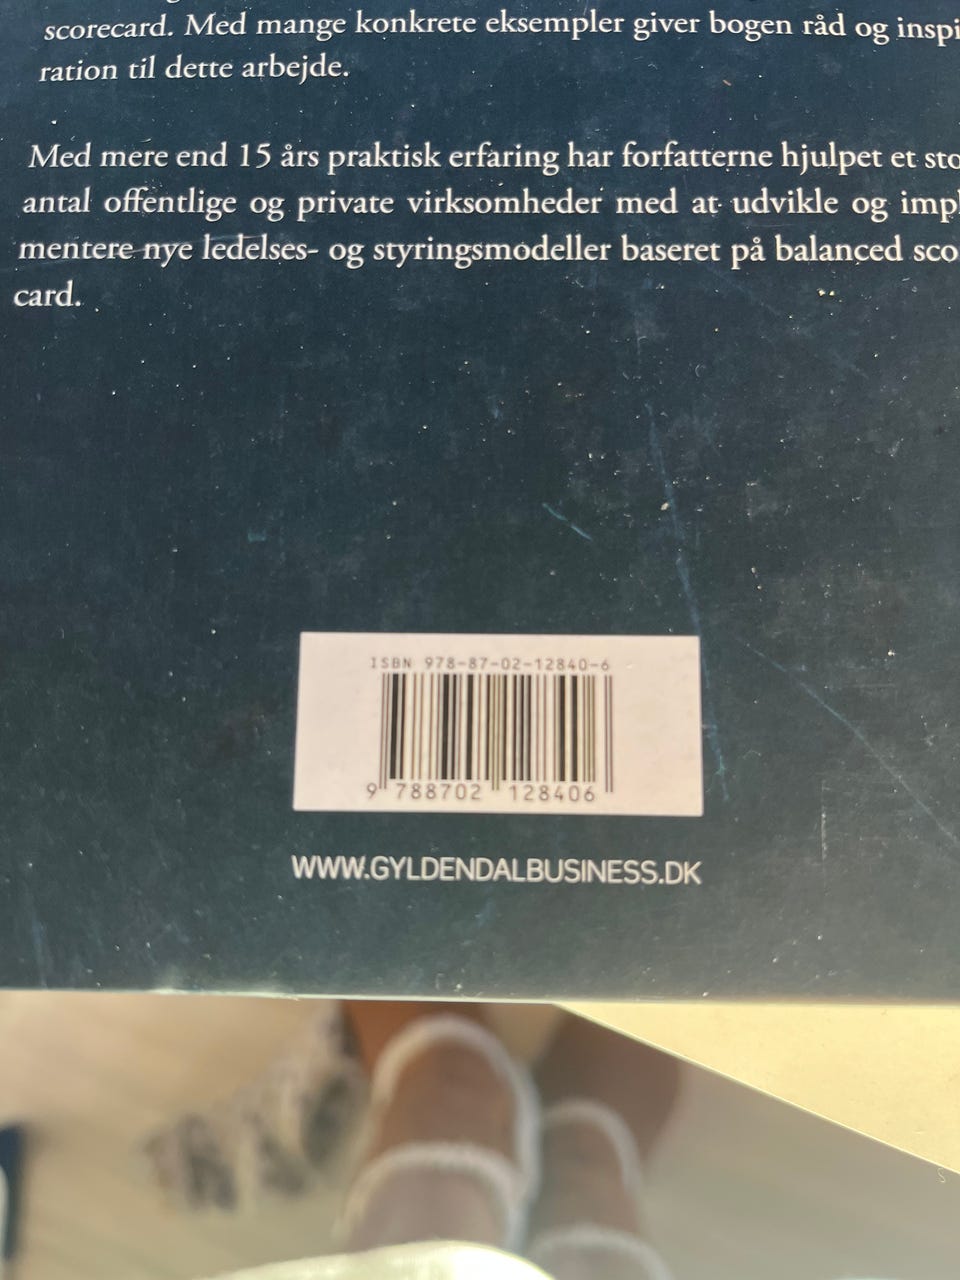 scorecard. Med mange konkrete eksempler giver bogen råd og inspi
ration til dette arbejde.
Med mere end 15 års praktisk erfaring har forfatterne hjulpet et sto
antal offentlige og private virksomheder med at udvikle og impl
mentere nye ledelses- og styringsmodeller baseret på balanced sco
card.
ISBN 978-87-02-12840-6
9 788702 128406
WWW.GYLDENDALBUSINESS.DK